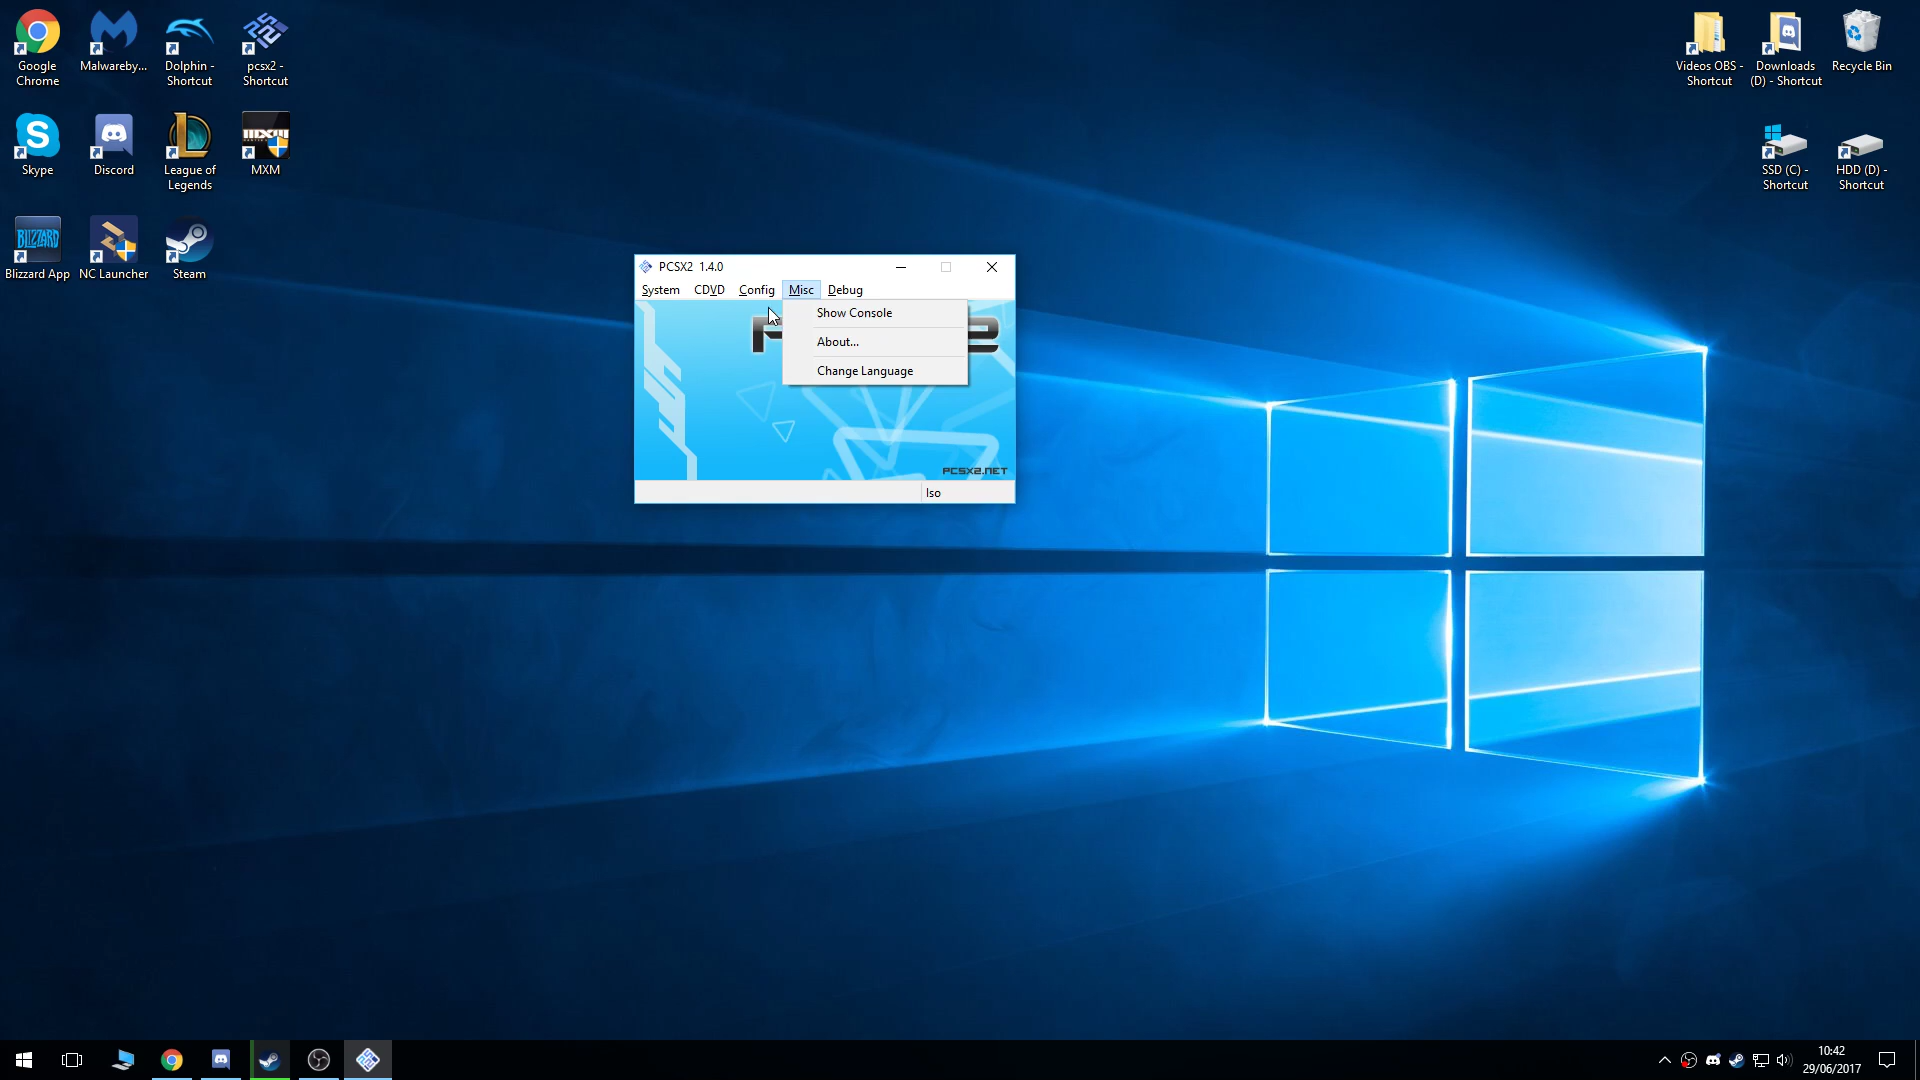 Google
Chrome
Malwareby...
Dolphin -
Shortcut
pcsx2 -
Shortcut
Videos OBS -
Shortcut
Downloads
(D) - Shortcut
Recycle Bin
Skype
Discord
League of
Legends
MXM
MXM
SSD (C) -
Shortcut
HDD (D) -
Shortcut
BLIZZARD
Blizzard App
NC Launcher
Steam
PCSX2 1.4.0
System CDVD Config Misc Debug
Show Console
About...
Change Language
PCSX2.NET
Iso
10:42
29/06/2017